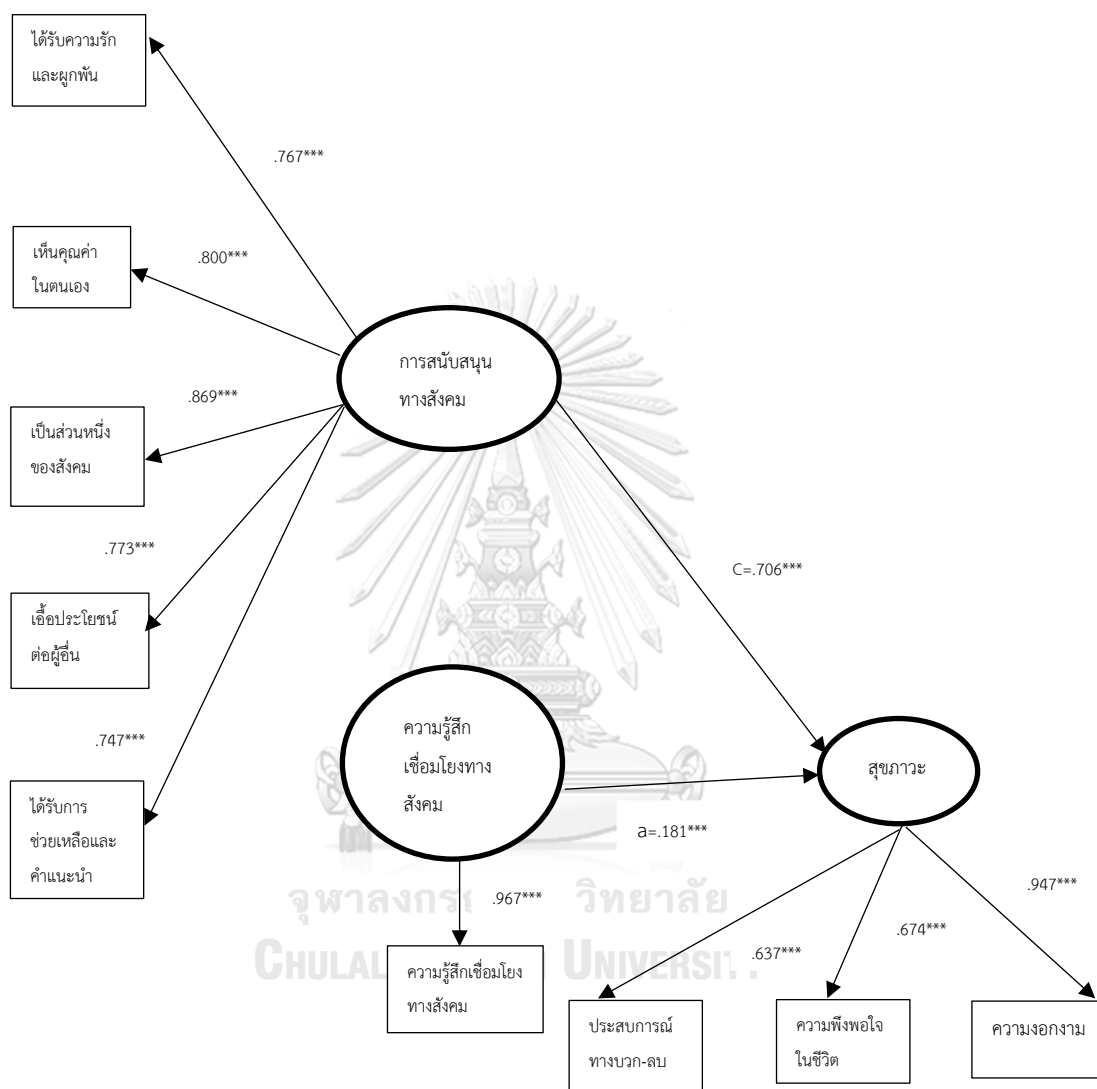 ได้รับความรัก
และผูกพัน
.767***
เห็นคุณค่า
ในตนเอง
.800***
การสนับสนุน
ทางสังคม
.869***
เป็นส่วนหนึ่ง
ของสังคม
.773***
C=.706***
เอื้อประโยชน์
ต่อผู้อื่น
ความรู้สึก
เชื่อมโยงทาง
สังคม
.747***
สุขภาวะ
ได้รับการ
ช่วยเหลือและ
คำแนะนำ
a=.181***
.967***
.947***
.674***
.637***
จุฬาลงกร วิทยาลัย
CHULAL UNIVERSI
ความรู้สึกเชื่อมโยง
ทางสังคม
ประสบการณ์
ทางบวก-ลบ
ความพึงพอใจ
ในชีวิต
ความงอกงาม